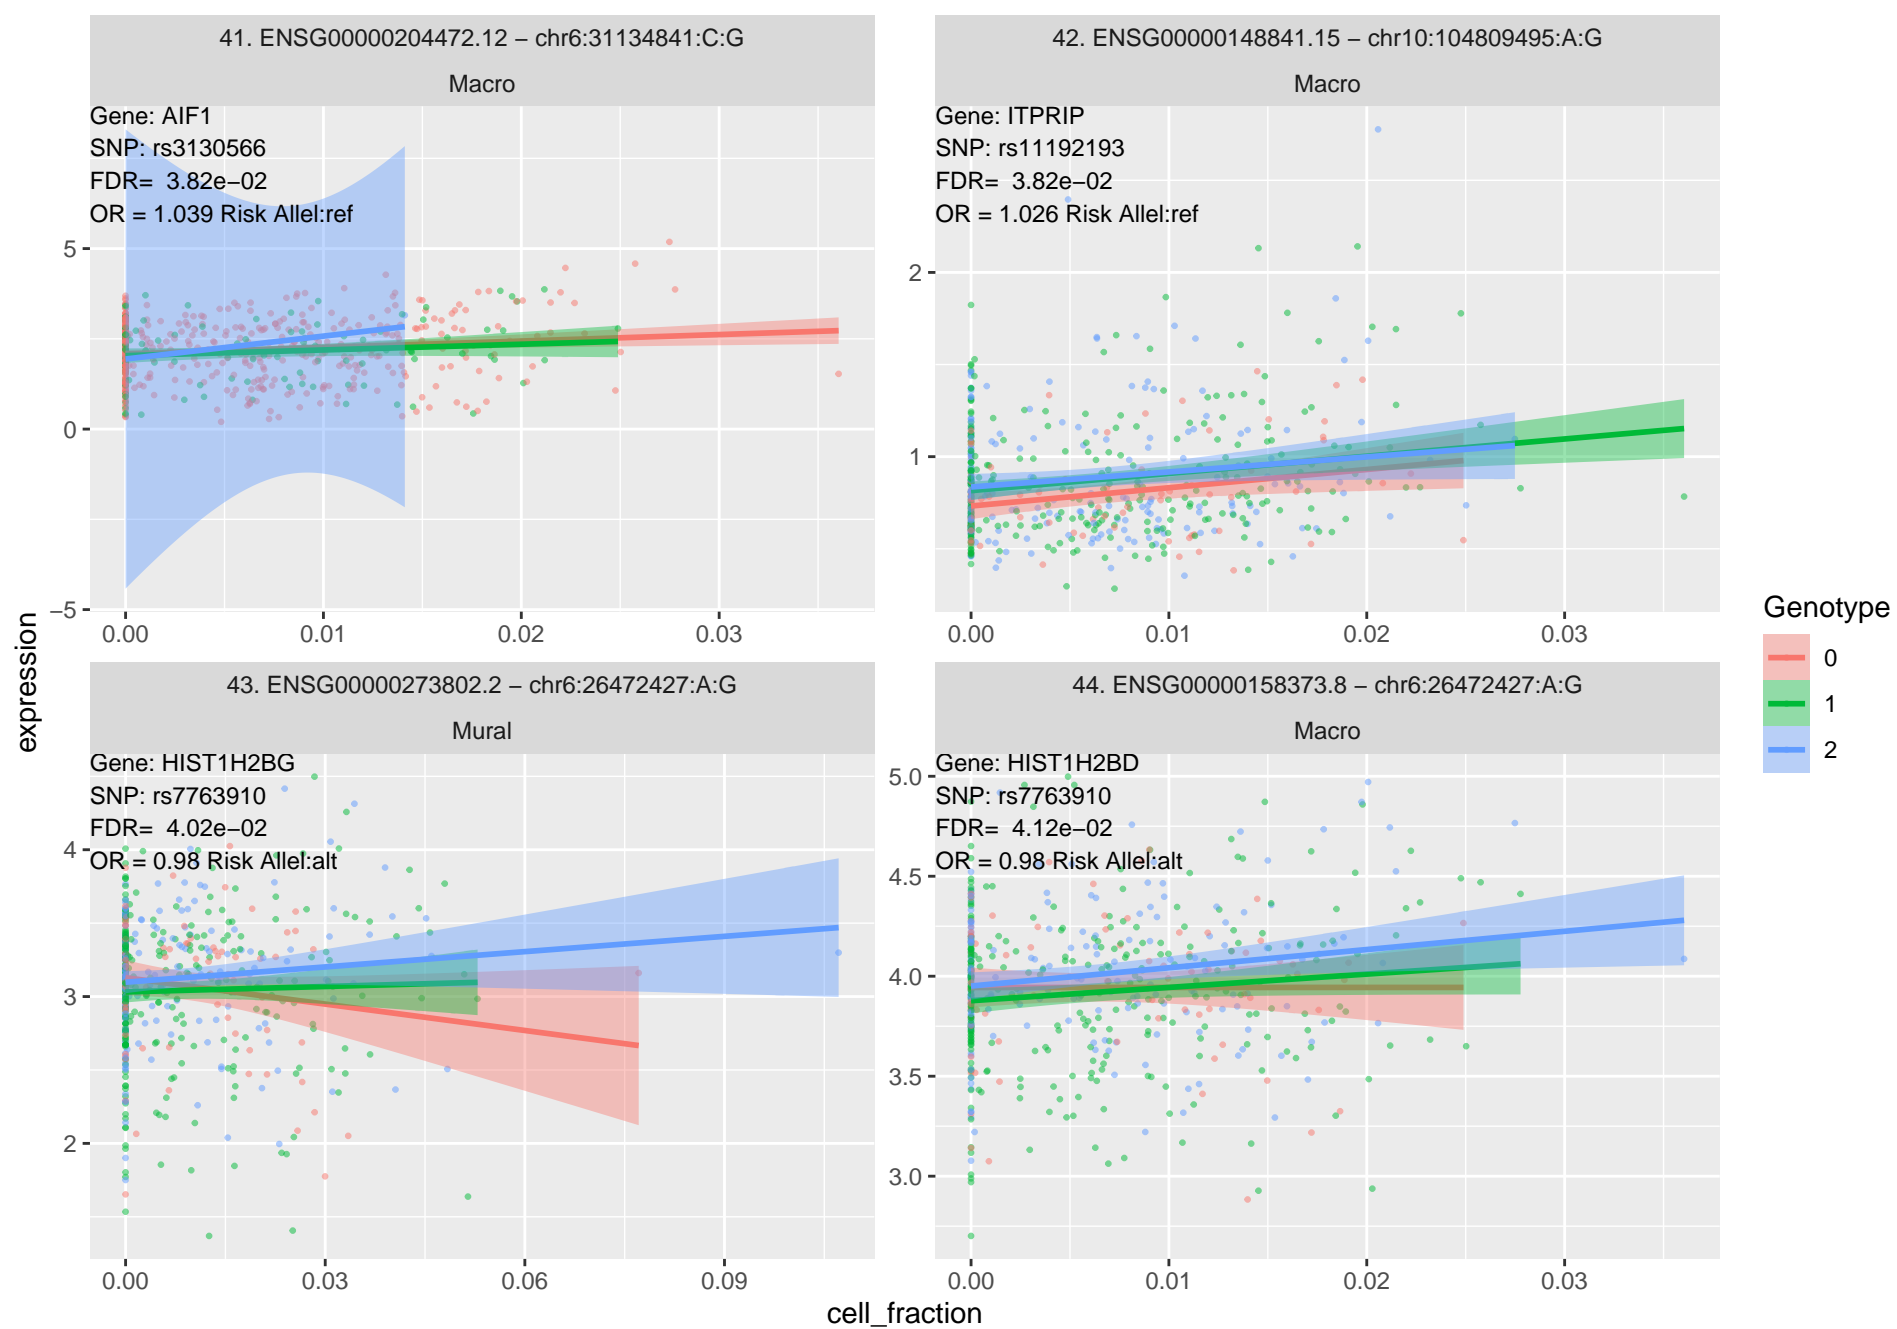 41. ENSG00000204472.12 – chr6:31134841:C:G
Macro
Gene: AIF1
SNP: rs3130566
FDR=  3.82e−02
OR = 1.039 Risk Allel:ref
5
0
−5
0.00
0.01
0.02
0.03
42. ENSG00000148841.15 – chr10:104809495:A:G
Macro
Gene: ITPRIP
SNP: rs11192193
FDR=  3.82e−02
OR = 1.026 Risk Allel:ref
2
1
0.00
0.01
0.02
0.03
43. ENSG00000273802.2 – chr6:26472427:A:G
Mural
Gene: HIST1H2BG
SNP: rs7763910
FDR=  4.02e−02
OR = 0.98 Risk Allel:alt
4
3
2
0.00
0.03
0.06
0.09
44. ENSG00000158373.8 – chr6:26472427:A:G
Macro
Gene: HIST1H2BD
SNP: rs7763910
FDR=  4.12e−02
OR = 0.98 Risk Allel:alt
5.0
4.5
4.0
3.5
3.0
0.00
0.01
0.02
0.03
expression
cell_fraction
Genotype
0
1
2